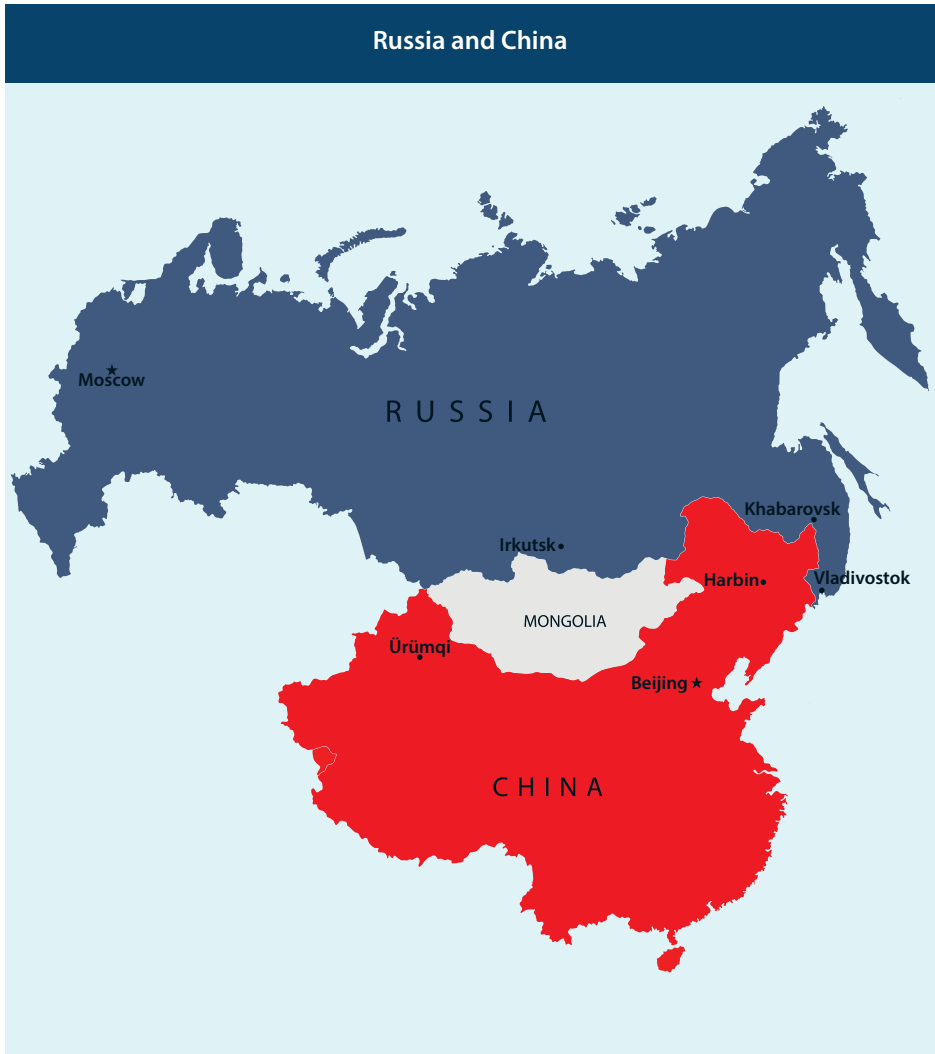 Russia and China
Moscow
RUSSIA
Khabarovsk
Irkutsk
Harbin
Vladivostok
MONGOLIA
Ürümqi
Beijing
CHINA